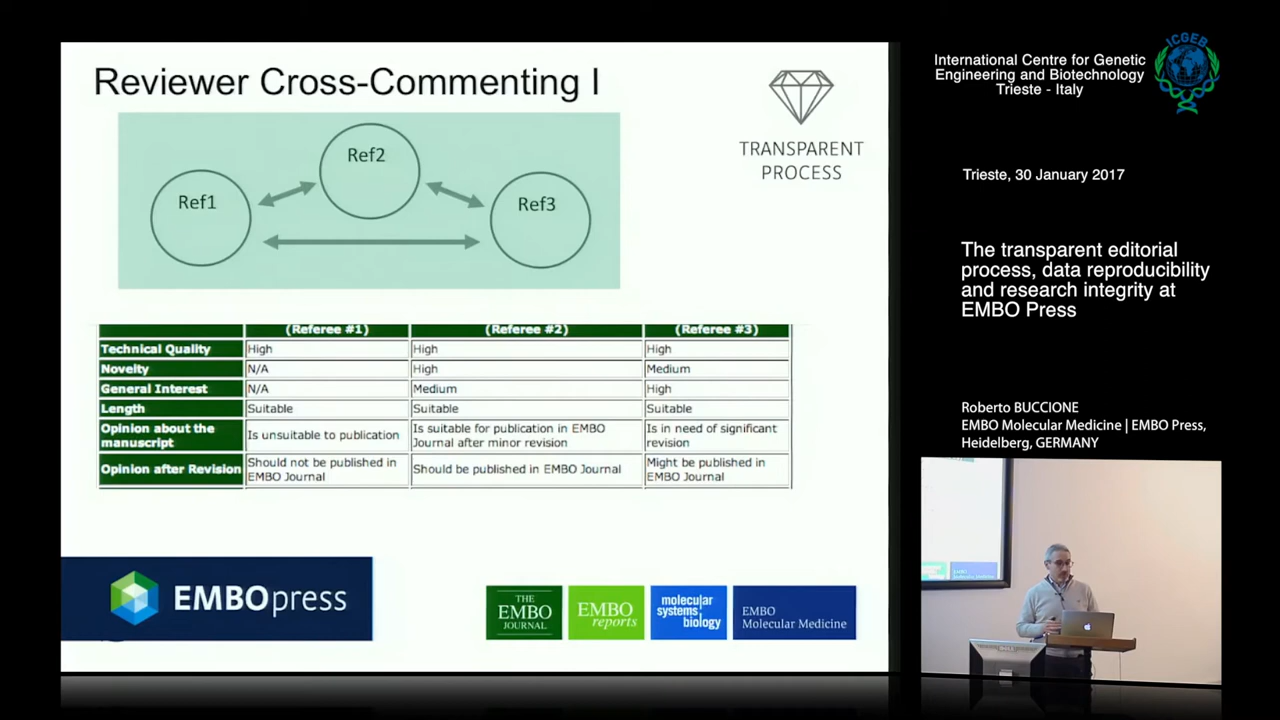 Reviewer Cross-Commenting I
TRANSPARENT
PROCESS
Ref1
Ref2
Ref3
(Referee #1) (Referee #2) (Referee #3)
Technical Quality High High High
Novelty N/A High Medium
General Interest N/A Medium High
Length Suitable Suitable Suitable
Opinion about the manuscript Is unsuitable to publication Is suitable for publication in EMBO Journal after minor revision Is in need of significant revision
Opinion after Revision Should not be published in EMBO Journal Should be published in EMBO Journal Might be published in EMBO Journal
EMBOpress
THE
EMBO
JOURNAL
EMBO
reports
molecular
systems
biology
EMBO
Molecular Medicine
International Centre for Genetic
Engineering and Biotechnology
Trieste - Italy
ICGEB
Trieste, 30 January 2017
The transparent editorial
process, data reproducibility
and research integrity at
EMBO Press
Roberto BUCCIONE
EMBO Molecular Medicine | EMBO Press,
Heidelberg, GERMANY